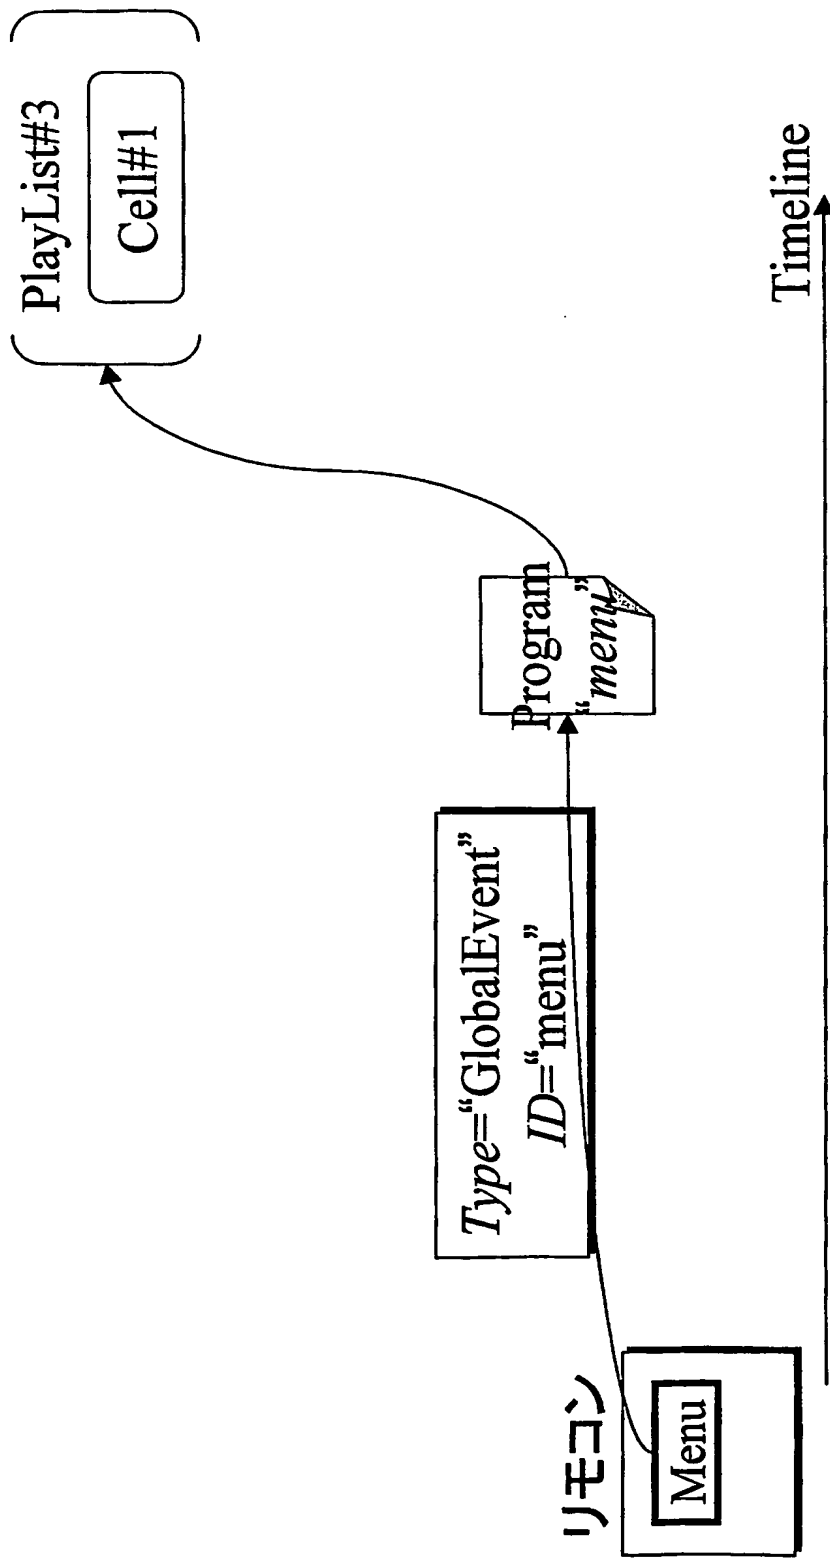 PlayList#3
Cell#1
Type=“GlobalEvent”
ID=“menu”
Program
“menu”
リモコン
Menu
Timeline